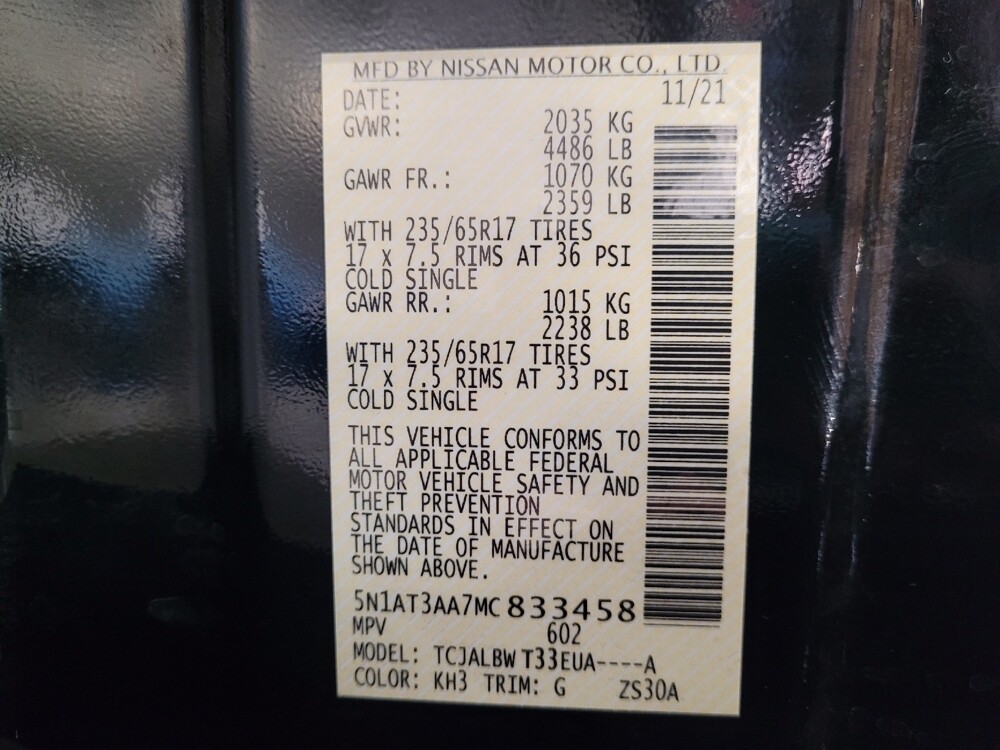 MFD BY NISSAN MOTOR CO., LTD.
DATE: 11/21
GVWR: 2035 KG
4486 LB
GAWR FR.: 1070 KG
2359 LB
WITH 235/65R17 TIRES
17 x 7.5 RIMS AT 36 PSI
COLD SINGLE
GAWR RR.: 1015 KG
2238 LB
WITH 235/65R17 TIRES
17 x 7.5 RIMS AT 33 PSI
COLD SINGLE
THIS VEHICLE CONFORMS TO
ALL APPLICABLE FEDERAL
MOTOR VEHICLE SAFETY AND
THEFT PREVENTION
STANDARDS IN EFFECT ON
THE DATE OF MANUFACTURE
SHOWN ABOVE.
5N1AT3AA7MC833458
MPV 602
MODEL: TCJALBW T33EUA----A
COLOR: KH3 TRIM: G ZS30A